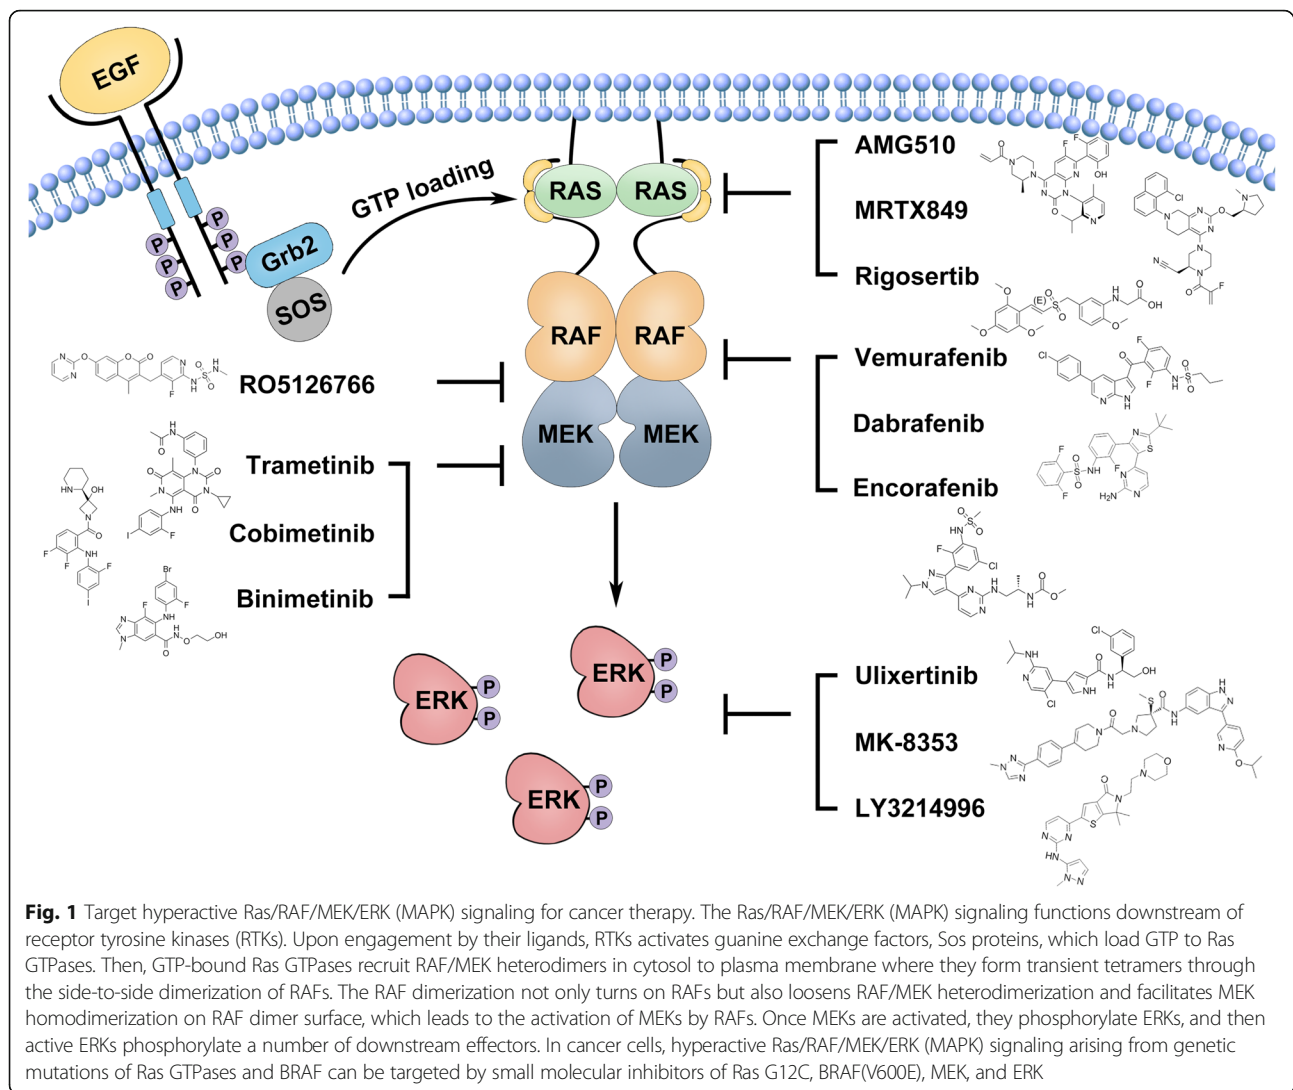 EGF
P
P
P
P
P
P
Grb2
SOS
GTP loading
RAS
RAS
RAF
RAF
MEK
MEK
ERK
P
P
ERK
P
P
ERK
P
P
RO5126766
Trametinib
Cobimetinib
Binimetinib
AMG510
MRTX849
Rigosertib
Vemurafenib
Dabrafenib
Encorafenib
Ulixertinib
MK-8353
LY3214996
Fig. 1 Target hyperactive Ras/RAF/MEK/ERK (MAPK) signaling for cancer therapy. The Ras/RAF/MEK/ERK (MAPK) signaling functions downstream of
receptor tyrosine kinases (RTKs). Upon engagement by their ligands, RTKs activates guanine exchange factors, Sos proteins, which load GTP to Ras
GTPases. Then, GTP-bound Ras GTPases recruit RAF/MEK heterodimers in cytosol to plasma membrane where they form transient tetramers through
the side-to-side dimerization of RAFs. The RAF dimerization not only turns on RAFs but also loosens RAF/MEK heterodimerization and facilitates MEK
homodimerization on RAF dimer surface, which leads to the activation of MEKs by RAFs. Once MEKs are activated, they phosphorylate ERKs, and then
active ERKs phosphorylate a number of downstream effectors. In cancer cells, hyperactive Ras/RAF/MEK/ERK (MAPK) signaling arising from genetic
mutations of Ras GTPases and BRAF can be targeted by small molecular inhibitors of Ras G12C, BRAF(V600E), MEK, and ERK